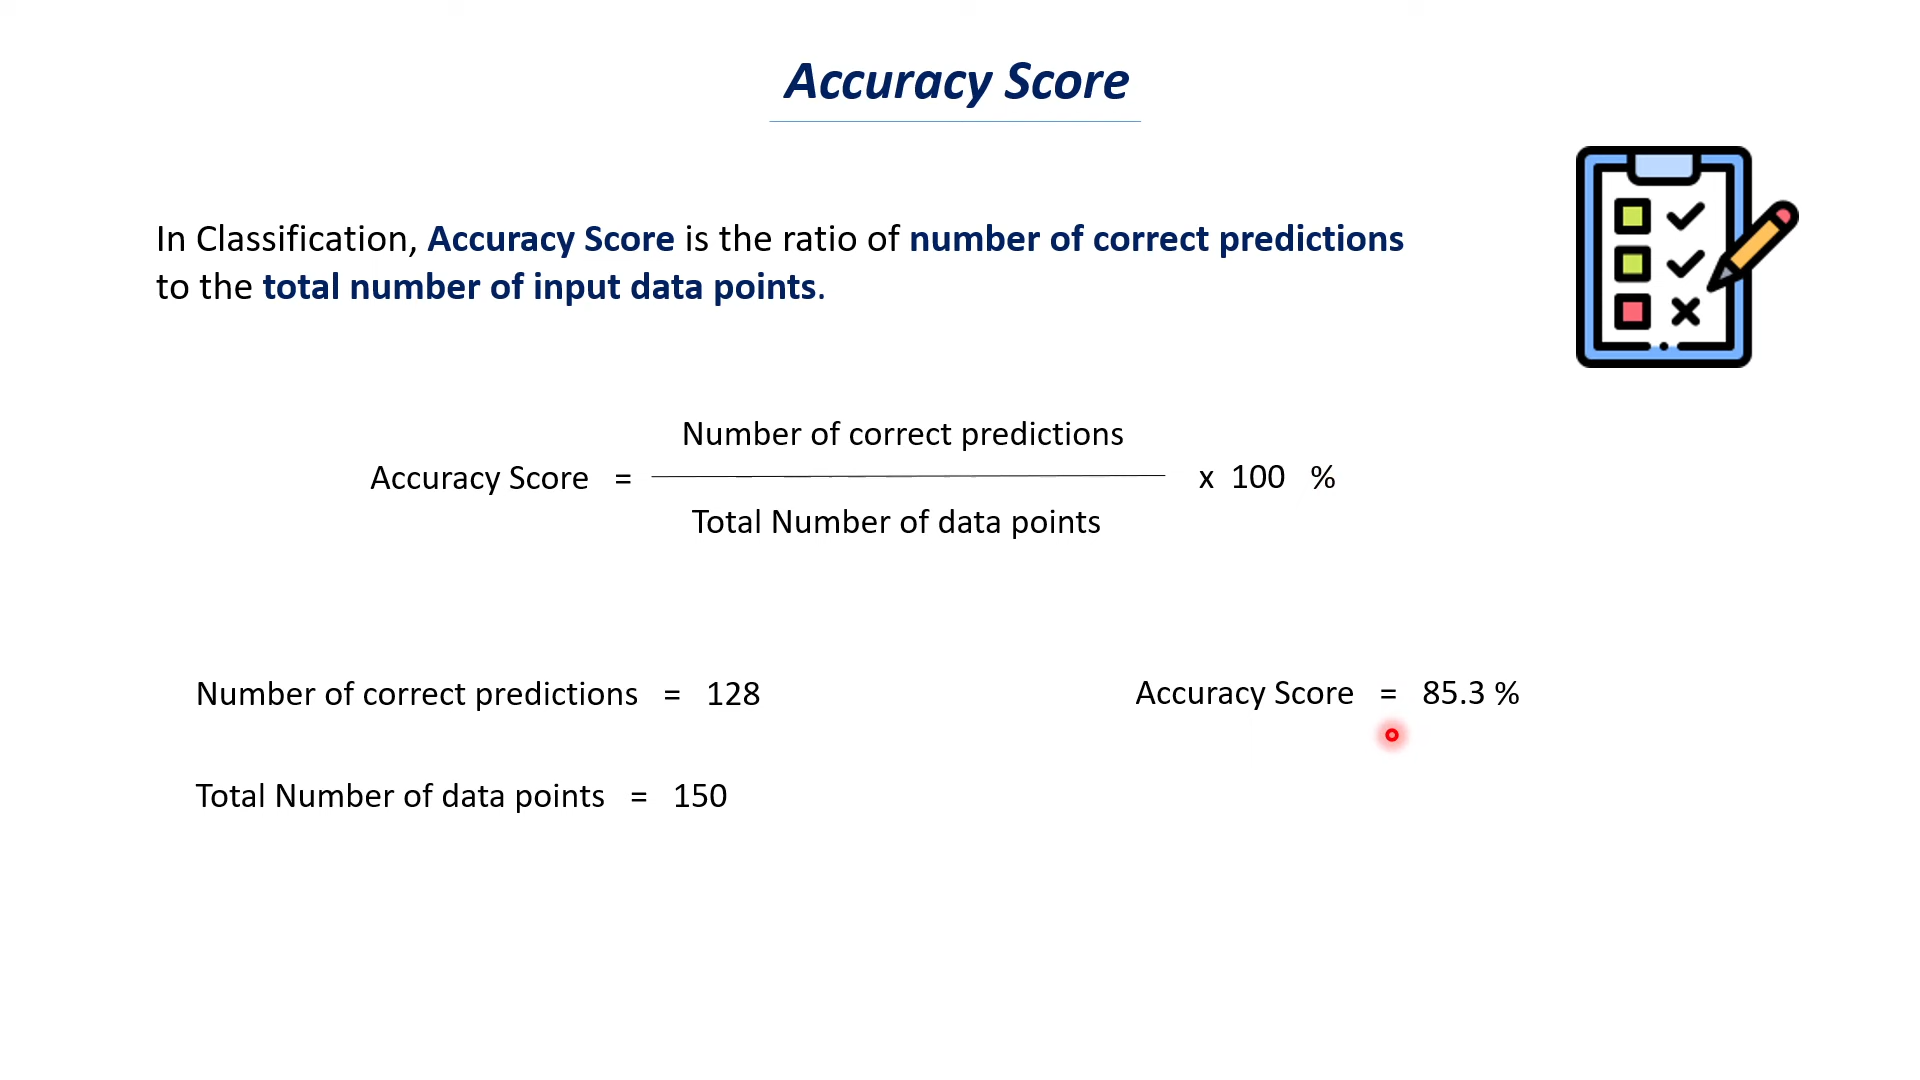 Accuracy Score
In Classification, Accuracy Score is the ratio of number of correct predictions
to the total number of input data points.
Number of correct predictions
Accuracy Score = x 100 %
Total Number of data points
Number of correct predictions = 128
Accuracy Score = 85.3 %
Total Number of data points = 150